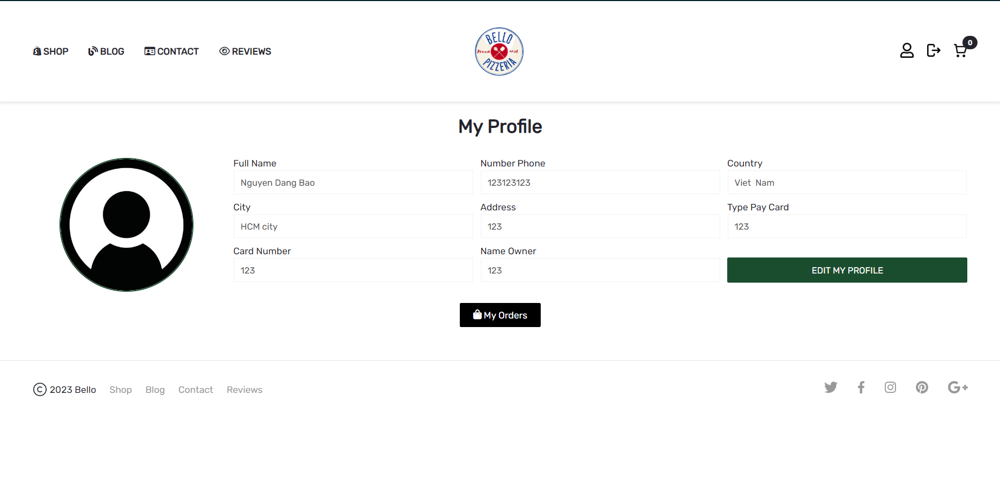 SHOP BLOG CONTACT REVIEWS
BELLO
Fresh Hot
PIZZERIA
0
My Profile
Full Name Number Phone Country
Nguyen Dang Bao 123123123 Viet  Nam
City Address Type Pay Card
HCM city 123 123
Card Number Name Owner
123 123 EDIT MY PROFILE
My Orders
© 2023 Bello Shop Blog Contact Reviews